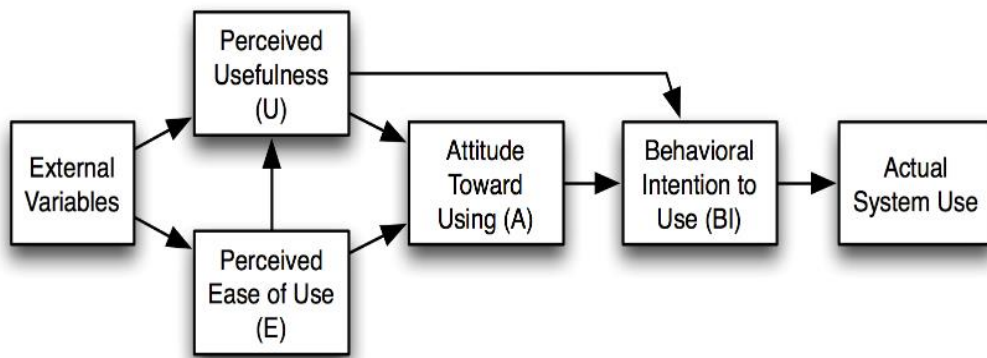 Perceived
Usefulness
(U)
External
Variables
Perceived
Ease of Use
(E)
Attitude
Toward
Using (A)
Behavioral
Intention to
Use (BI)
Actual
System Use